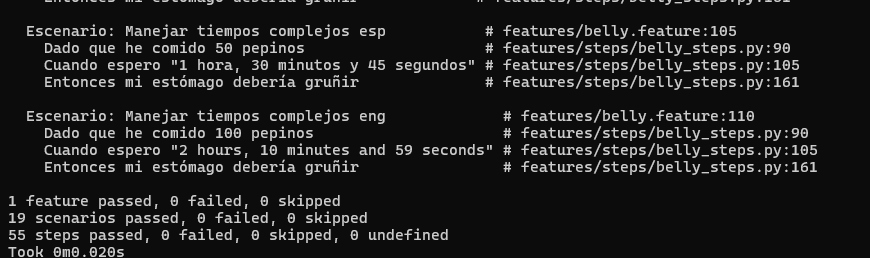 Entonces mi estómago debería gruñir # features/steps/belly_steps.py:161
Escenario: Manejar tiempos complejos esp # features/belly.feature:105
Dado que he comido 50 pepinos # features/steps/belly_steps.py:90
Cuando espero "1 hora, 30 minutos y 45 segundos" # features/steps/belly_steps.py:105
Entonces mi estómago debería gruñir # features/steps/belly_steps.py:161
Escenario: Manejar tiempos complejos eng # features/belly.feature:110
Dado que he comido 100 pepinos # features/steps/belly_steps.py:90
Cuando espero "2 hours, 10 minutes and 59 seconds" # features/steps/belly_steps.py:105
Entonces mi estómago debería gruñir # features/steps/belly_steps.py:161
1 feature passed, 0 failed, 0 skipped
19 scenarios passed, 0 failed, 0 skipped
55 steps passed, 0 failed, 0 skipped, 0 undefined
Took 0m0.020s